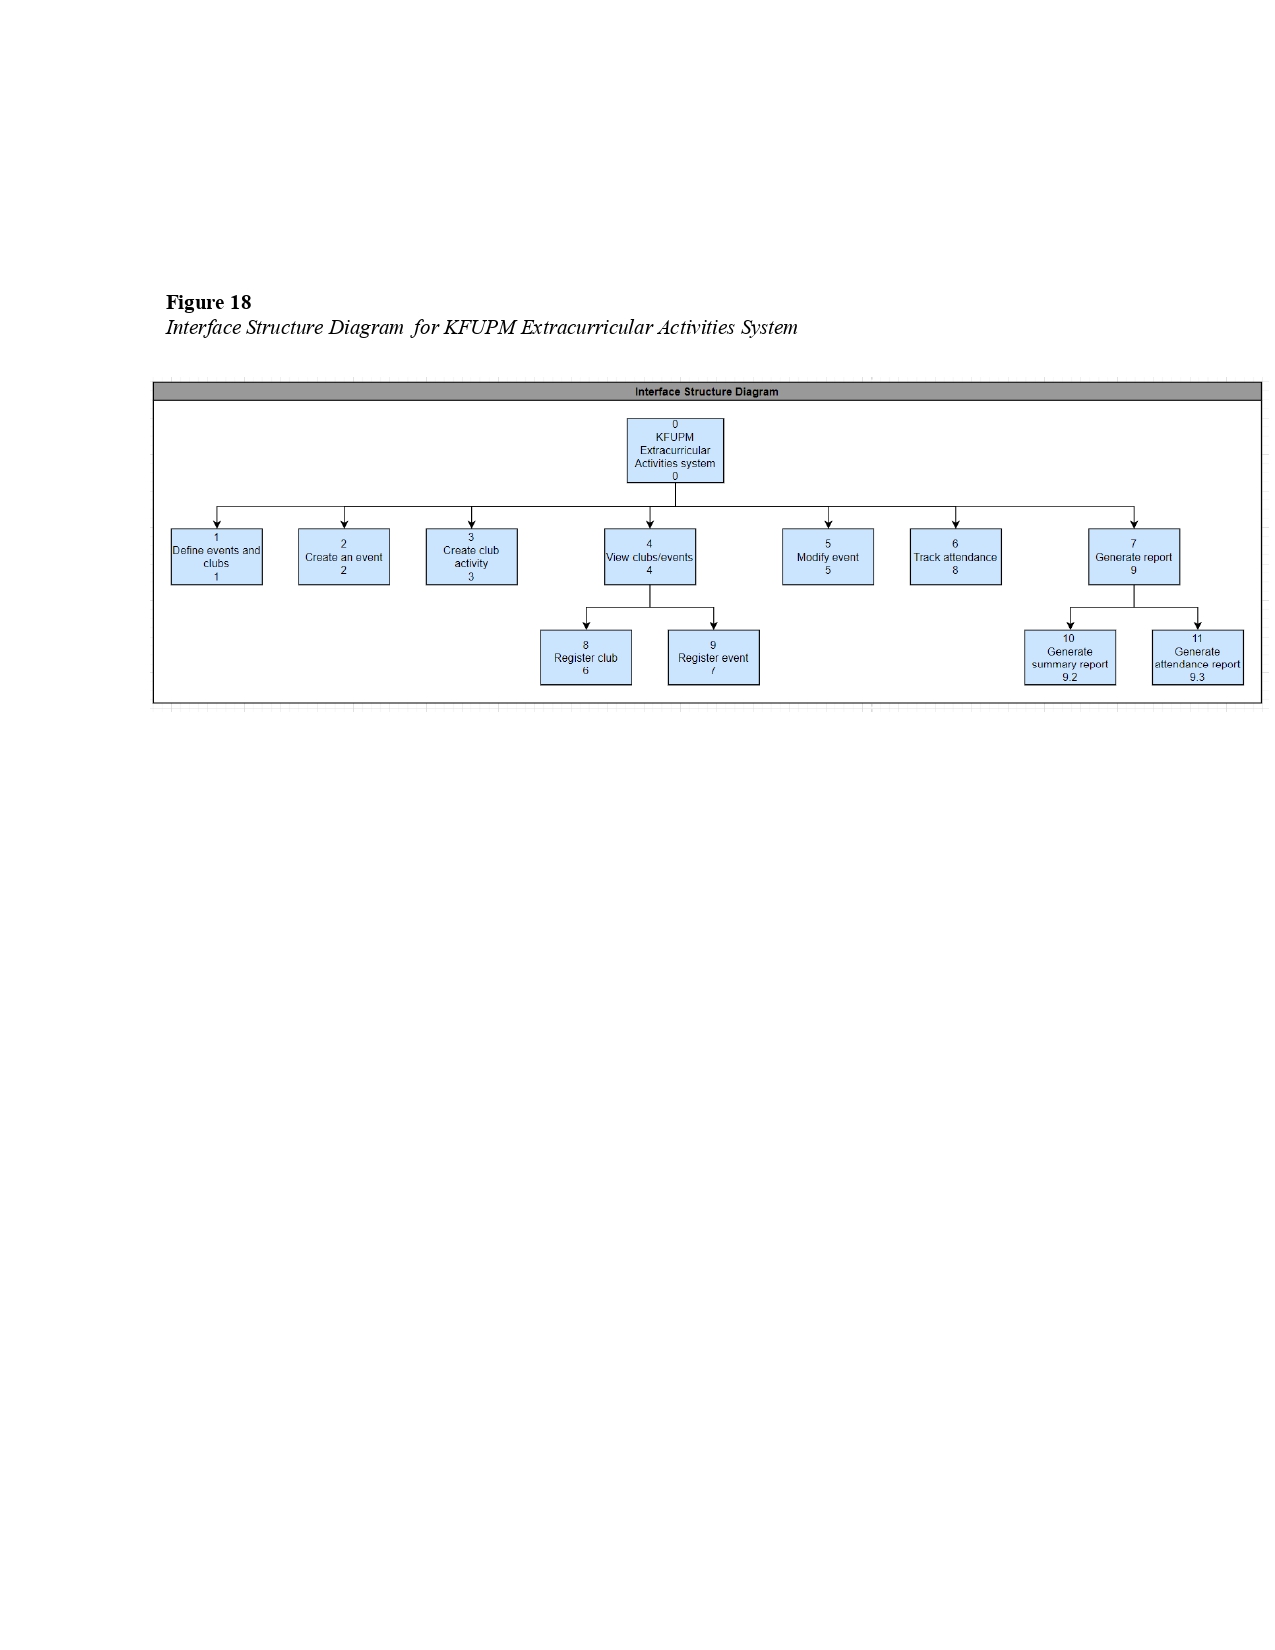 Figure 18
Interface Structure Diagram for KFUPM Extracurricular Activities System
Interface Structure Diagram
0
KFUPM
Extracurricular
Activities system
0
1
Define events and
clubs
1
2
Create an event
2
3
Create club
activity
3
4
View clubs/events
4
5
Modify event
5
6
Track attendance
8
7
Generate report
9
8
Register club
6
9
Register event
7
10
Generate
summary report
9.2
11
Generate
attendance report
9.3